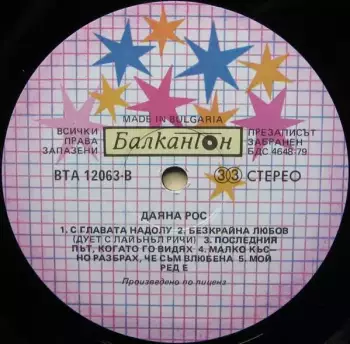 MADE IN BULGARIA
ВСИЧКИ ПРАВА ЗАПАЗЕНИ
Балкантон
ПРЕЗАПИСЪТ ЗАБРАНЕН
БДС 4648-79
ВТА 12063-В
33 СТЕРЕО
ДАЯНА РОС
1. С ГЛАВАТА НАДОЛУ 2. БЕЗКРАЙНА ЛЮБОВ
(ДУЕТ С ЛАЙЪНЪЛ РИЧИ) 3. ПОСЛЕДНИЯ
ПЪТ, КОГАТО ГО ВИДЯХ 4. МАЛКО КЪС-
НО РАЗБРАХ, ЧЕ СЪМ ВЛЮБЕНА 5. МОЙ
РЕД Е
Произведено по лиценз